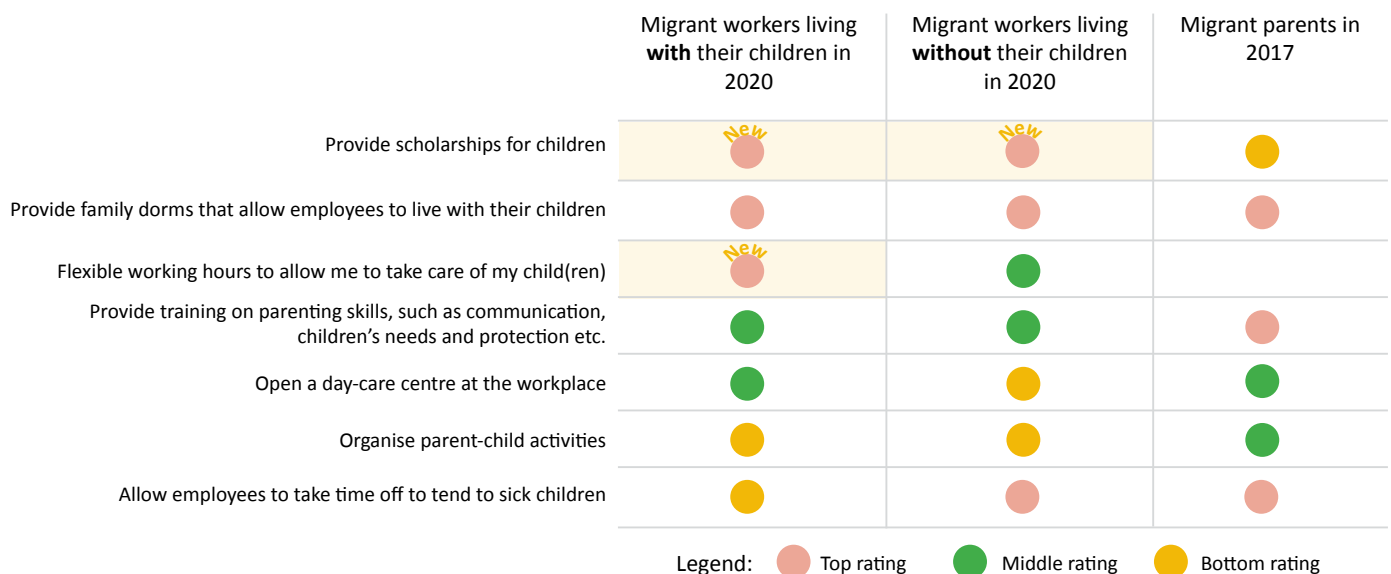 Migrant workers living
with their children in
2020
Migrant workers living
without their children
in 2020
Migrant parents in
2017
Provide scholarships for children
New
New
Provide family dorms that allow employees to live with their children
Flexible working hours to allow me to take care of my child(ren)
New
Provide training on parenting skills, such as communication,
children’s needs and protection etc.
Open a day-care centre at the workplace
Organise parent-child activities
Allow employees to take time off to tend to sick children
Legend: Top rating Middle rating Bottom rating